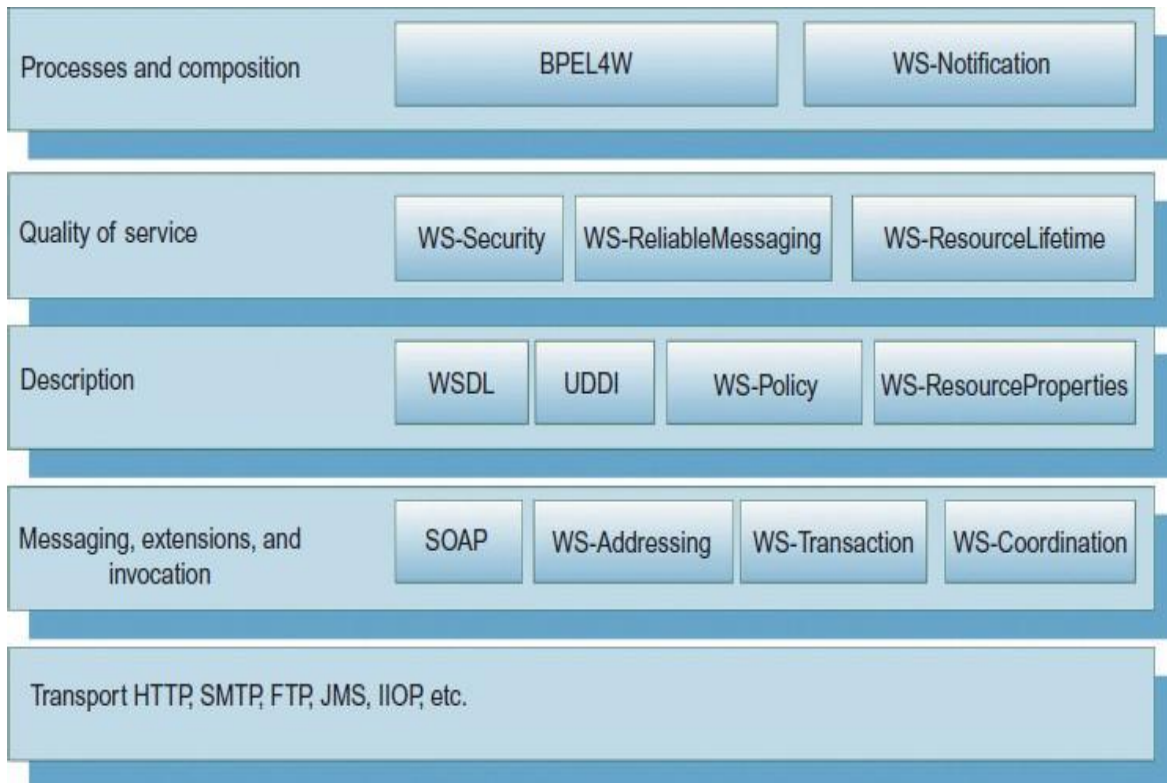 Processes and composition
BPEL4W
WS-Notification
Quality of service
WS-Security
WS-ReliableMessaging
WS-ResourceLifetime
Description
WSDL
UDDI
WS-Policy
WS-ResourceProperties
Messaging, extensions, and
invocation
SOAP
WS-Addressing
WS-Transaction
WS-Coordination
Transport HTTP, SMTP, FTP, JMS, IIOP, etc.